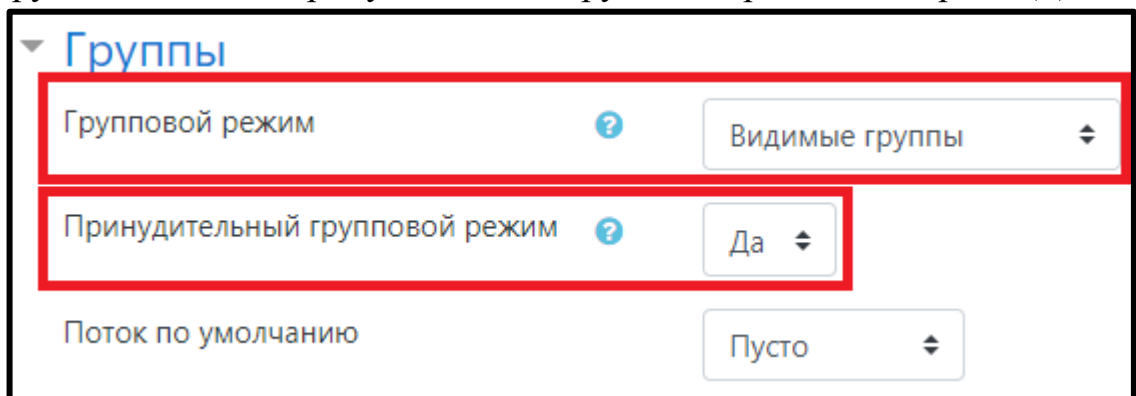 Группы
Групповой режим
Видимые группы
Принудительный групповой режим
Да
Поток по умолчанию
Пусто